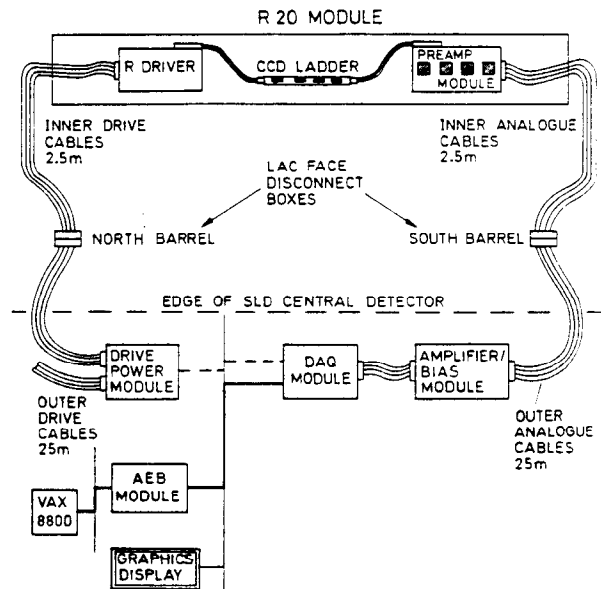 R 20 MODULE
R DRIVER
CCD LADDER
PREAMP
MODULE
INNER DRIVE
CABLES
2.5m
INNER ANALOGUE
CABLES
2.5m
LAC FACE
DISCONNECT
BOXES
NORTH BARREL
SOUTH BARREL
EDGE OF SLD CENTRAL DETECTOR
DRIVE
POWER
MODULE
DAQ
MODULE
AMPLIFIER/
BIAS
MODULE
OUTER
DRIVE
CABLES
25m
OUTER
ANALOGUE
CABLES
25m
AEB
MODULE
VAX
8800
GRAPHICS
DISPLAY